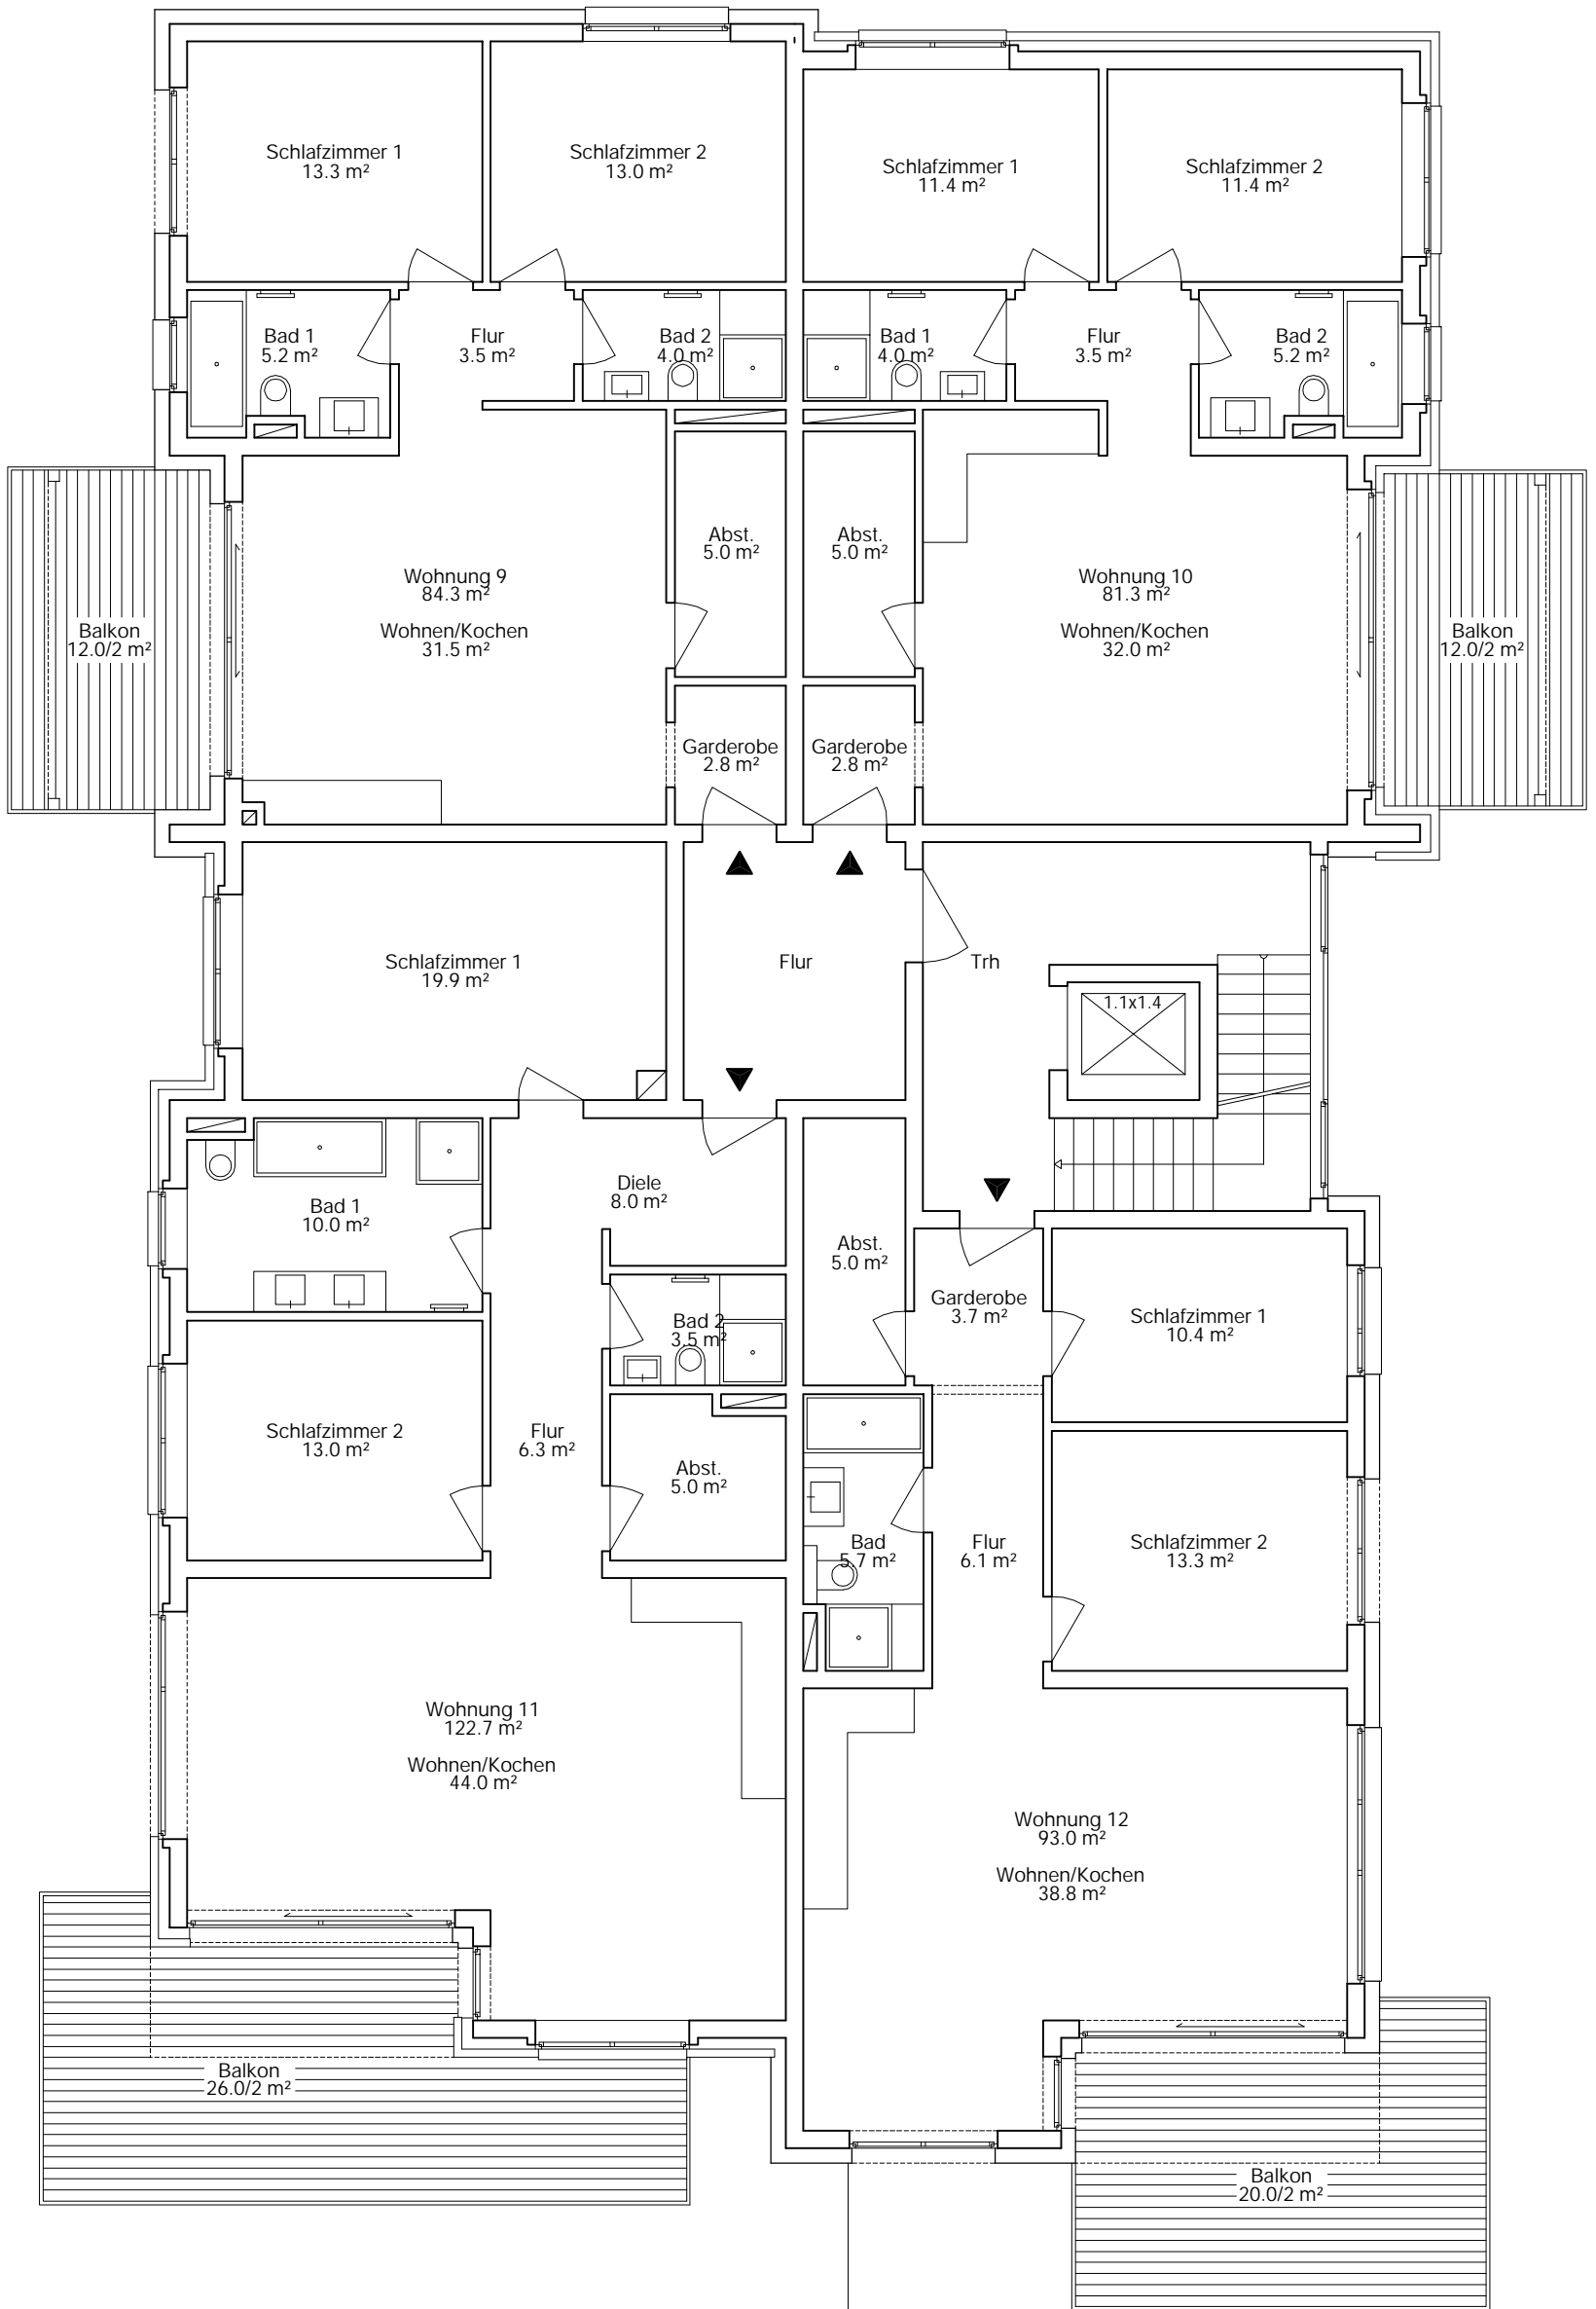 Schlafzimmer 1
13.3 m²
Schlafzimmer 2
13.0 m²
Schlafzimmer 1
11.4 m²
Schlafzimmer 2
11.4 m²
Bad 1
5.2 m²
Flur
3.5 m²
Bad 2
4.0 m²
Bad 1
4.0 m²
Flur
3.5 m²
Bad 2
5.2 m²
Abst.
5.0 m²
Abst.
5.0 m²
Wohnung 9
84.3 m²
Wohnen/Kochen
31.5 m²
Wohnung 10
81.3 m²
Wohnen/Kochen
32.0 m²
Balkon
12.0/2 m²
Balkon
12.0/2 m²
Garderobe
2.8 m²
Garderobe
2.8 m²
Schlafzimmer 1
19.9 m²
Flur
Trh
1.1x1.4
Diele
8.0 m²
Bad 1
10.0 m²
Abst.
5.0 m²
Garderobe
3.7 m²
Schlafzimmer 1
10.4 m²
Bad 2
3.5 m²
Schlafzimmer 2
13.0 m²
Flur
6.3 m²
Abst.
5.0 m²
Bad
5.7 m²
Flur
6.1 m²
Schlafzimmer 2
13.3 m²
Wohnung 11
122.7 m²
Wohnen/Kochen
44.0 m²
Wohnung 12
93.0 m²
Wohnen/Kochen
38.8 m²
Balkon
26.0/2 m²
Balkon
20.0/2 m²